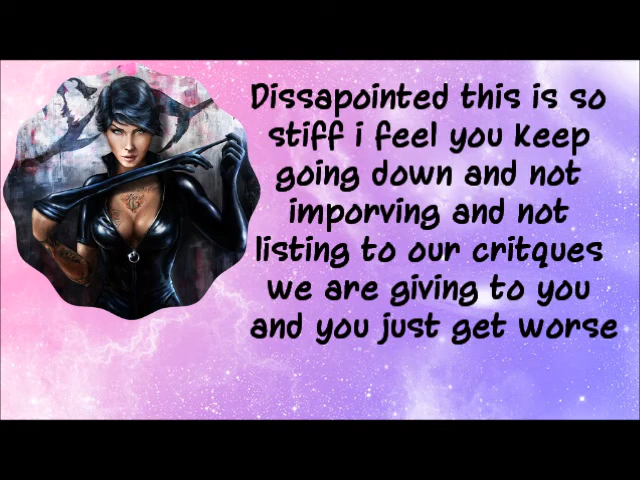 Dissapointed this is so
stiff i feel you keep
going down and not
imporving and not
listing to our critques
we are giving to you
and you just get worse